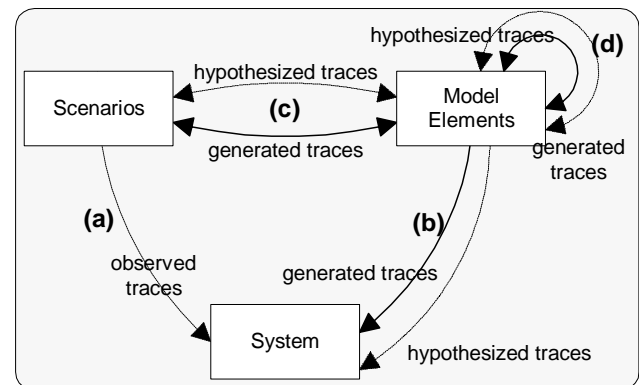 hypothesized traces
(d)
hypothesized traces
Scenarios
(c)
Model
Elements
generated traces
generated
traces
(a)
(b)
observed
traces
generated traces
System
hypothesized traces